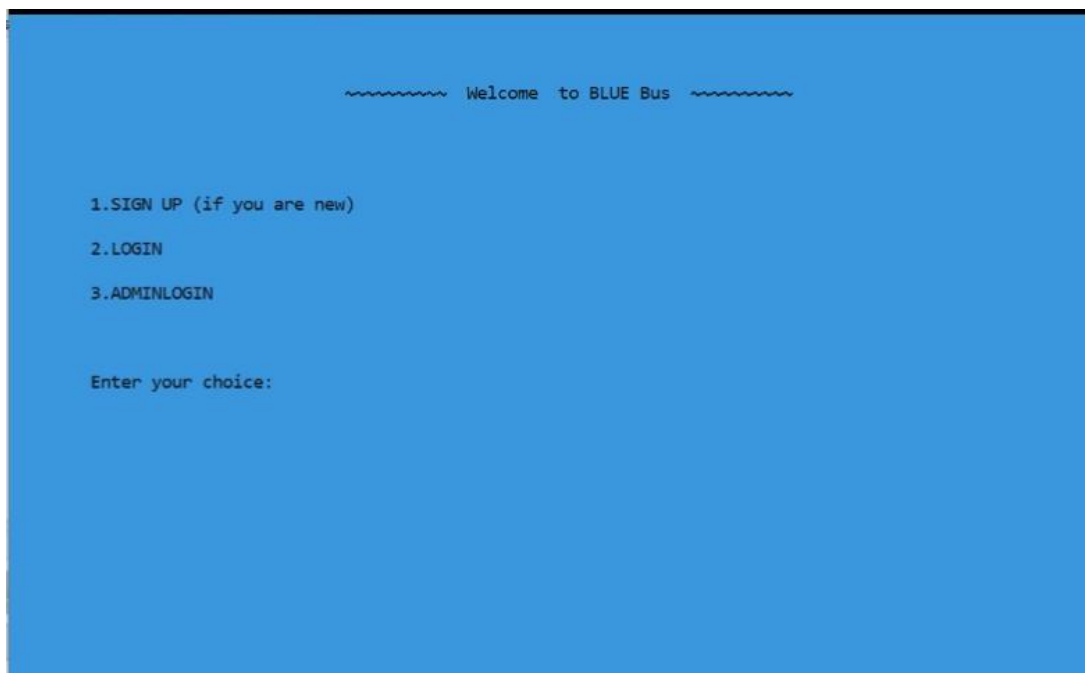 ~~~~~~~~~~ Welcome  to BLUE Bus ~~~~~~~~~~
1.SIGN UP (if you are new)
2.LOGIN
3.ADMINLOGIN
Enter your choice: